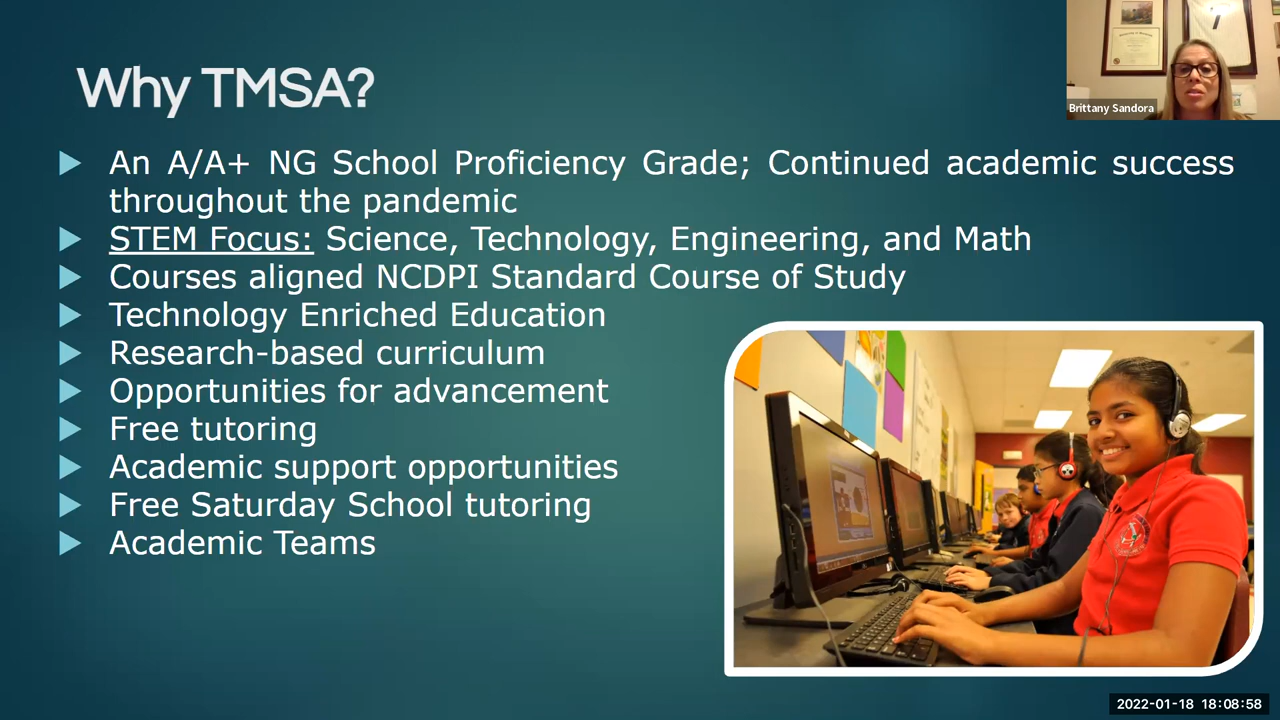 Why TMSA?
Brittany Sandora
An A/A+ NG School Proficiency Grade; Continued academic success
throughout the pandemic
STEM Focus: Science, Technology, Engineering, and Math
Courses aligned NCDPI Standard Course of Study
Technology Enriched Education
Research-based curriculum
Opportunities for advancement
Free tutoring
Academic support opportunities
Free Saturday School tutoring
Academic Teams
2022-01-18 18:08:58